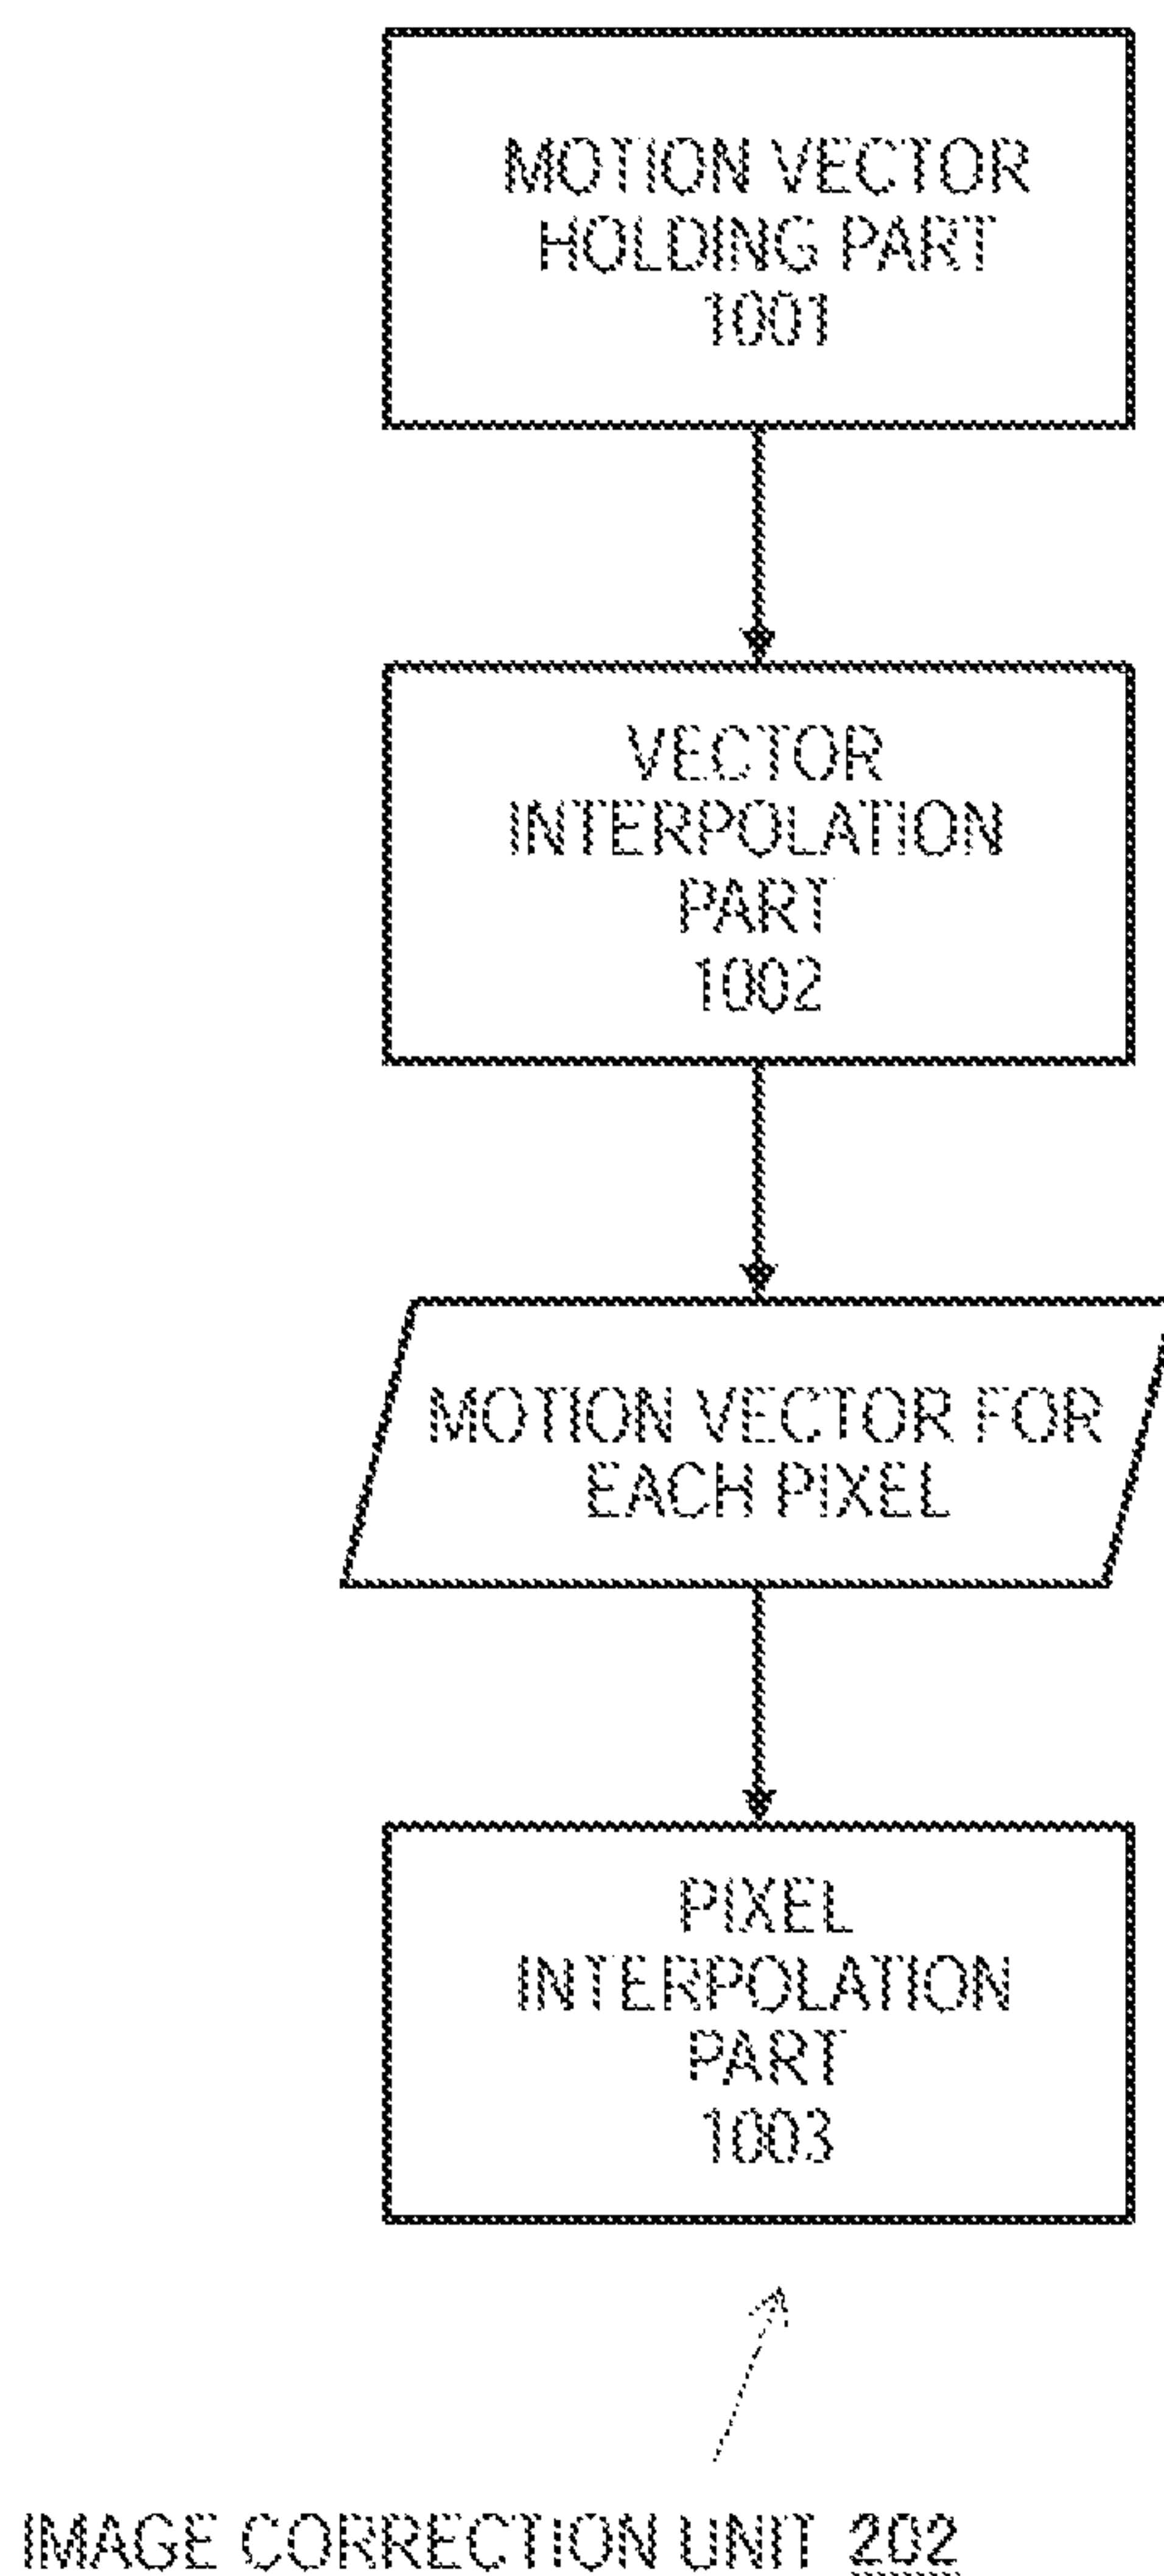 MOTION VECTOR
HOLDING PART
1001
VECTOR
INTERPOLATION
PART
1002
MOTION VECTOR FOR
EACH PIXEL
PIXEL
INTERPOLATION
PART
1003
IMAGE CORRECTION UNIT 202